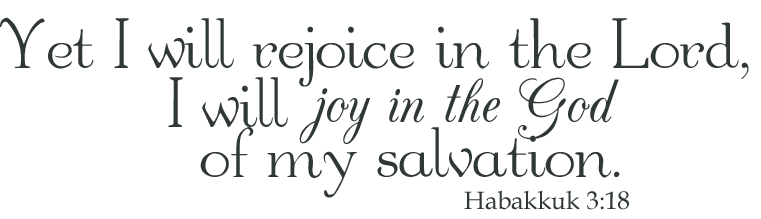 Yet I will rejoice in the Lord,
I will joy in the God
of my salvation.
Habakkuk 3:18